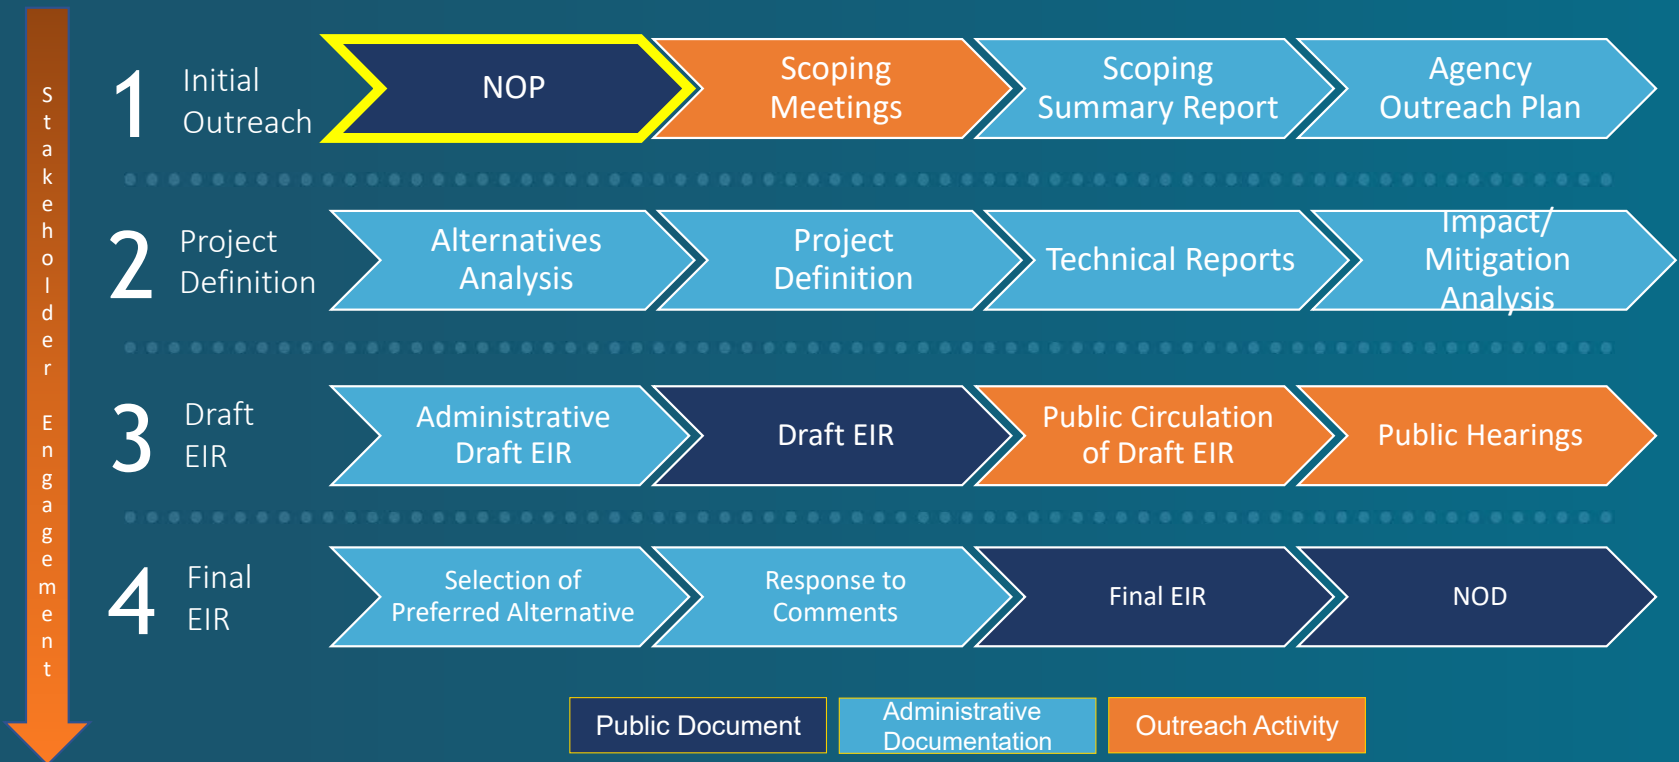 Stakeholder Engagement
1
Initial
Outreach
NOP
Scoping
Meetings
Scoping
Summary Report
Agency
Outreach Plan
2
Project
Definition
Alternatives
Analysis
Project
Definition
Technical Reports
Impact/
Mitigation
Analysis
3
Draft
EIR
Administrative
Draft EIR
Draft EIR
Public Circulation
of Draft EIR
Public Hearings
4
Final
EIR
Selection of
Preferred Alternative
Response to
Comments
Final EIR
NOD
Public Document
Administrative
Documentation
Outreach Activity